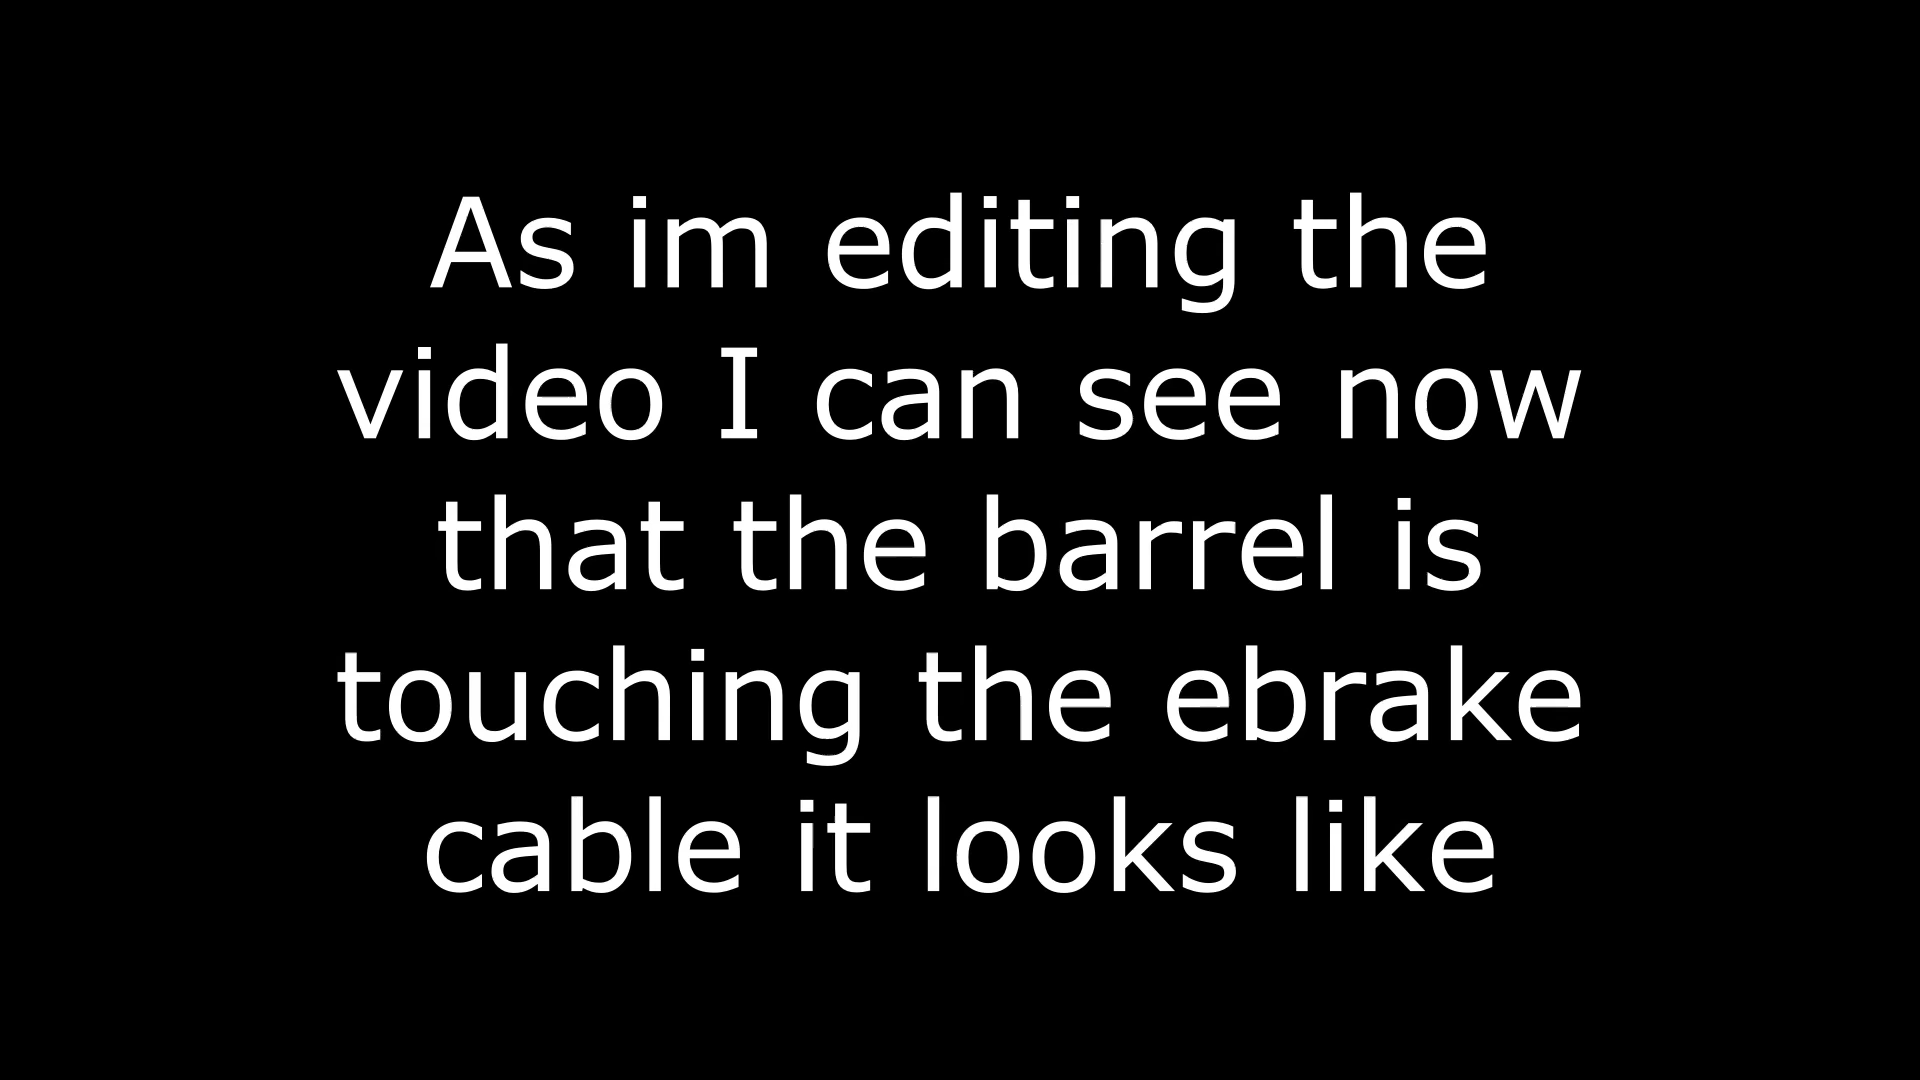 As im editing the
video I can see now
that the barrel is
touching the ebrake
cable it looks like